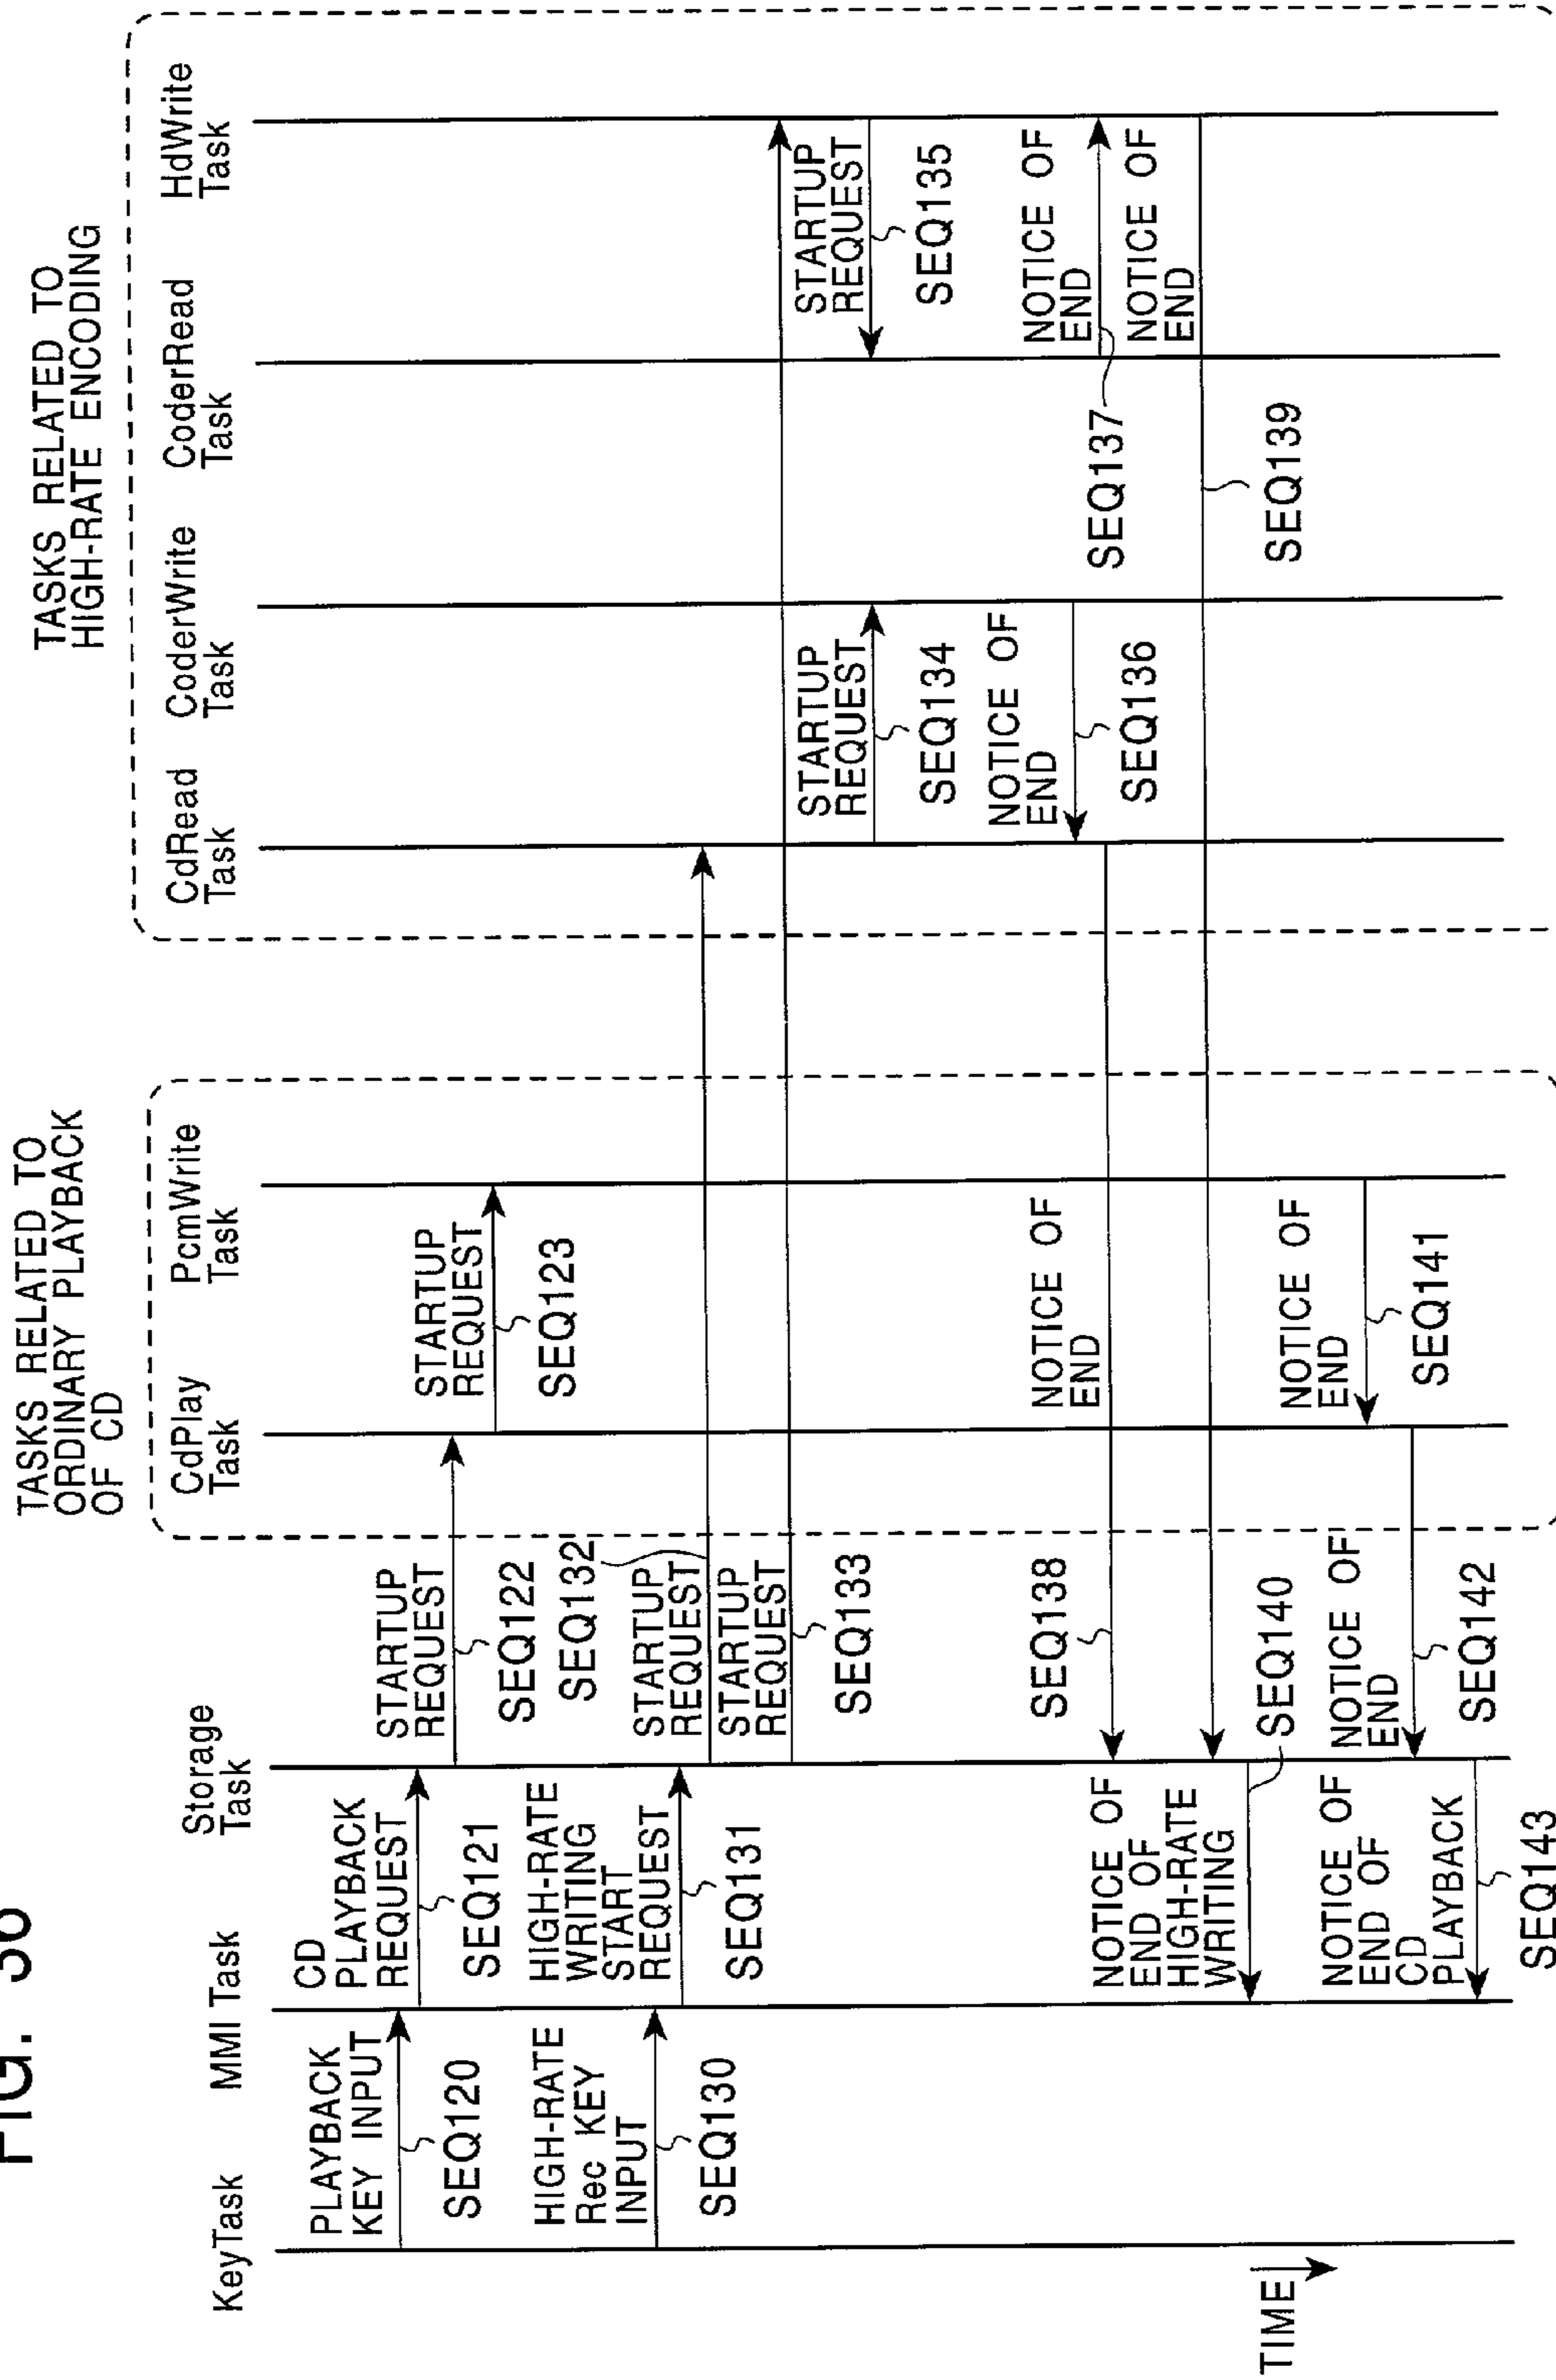 FIG. 36
TASKS RELATED TO
ORDINARY PLAYBACK
OF CD
TASKS RELATED TO
HIGH-RATE ENCODING
KeyTask
MMI Task
Storage
Task
CdPlay
Task
PcmWrite
Task
CdRead
Task
CoderWrite
Task
CoderRead
Task
HdWrite
Task
PLAYBACK
KEY INPUT
SEQ120
CD
PLAYBACK
REQUEST
SEQ121
STARTUP
REQUEST
SEQ122
STARTUP
REQUEST
SEQ123
HIGH-RATE
Rec KEY
INPUT
SEQ130
HIGH-RATE
WRITING
START
REQUEST
SEQ131
SEQ132
STARTUP
REQUEST
STARTUP
REQUEST
SEQ133
STARTUP
REQUEST
SEQ134
STARTUP
REQUEST
SEQ135
NOTICE OF
END
SEQ136
NOTICE OF
END
SEQ137
NOTICE OF
END
SEQ138
NOTICE OF
END
SEQ139
NOTICE OF
END OF
HIGH-RATE
WRITING
SEQ140
NOTICE OF
END
SEQ141
NOTICE OF
END
SEQ142
NOTICE OF
END OF
CD
PLAYBACK
SEQ143
TIME